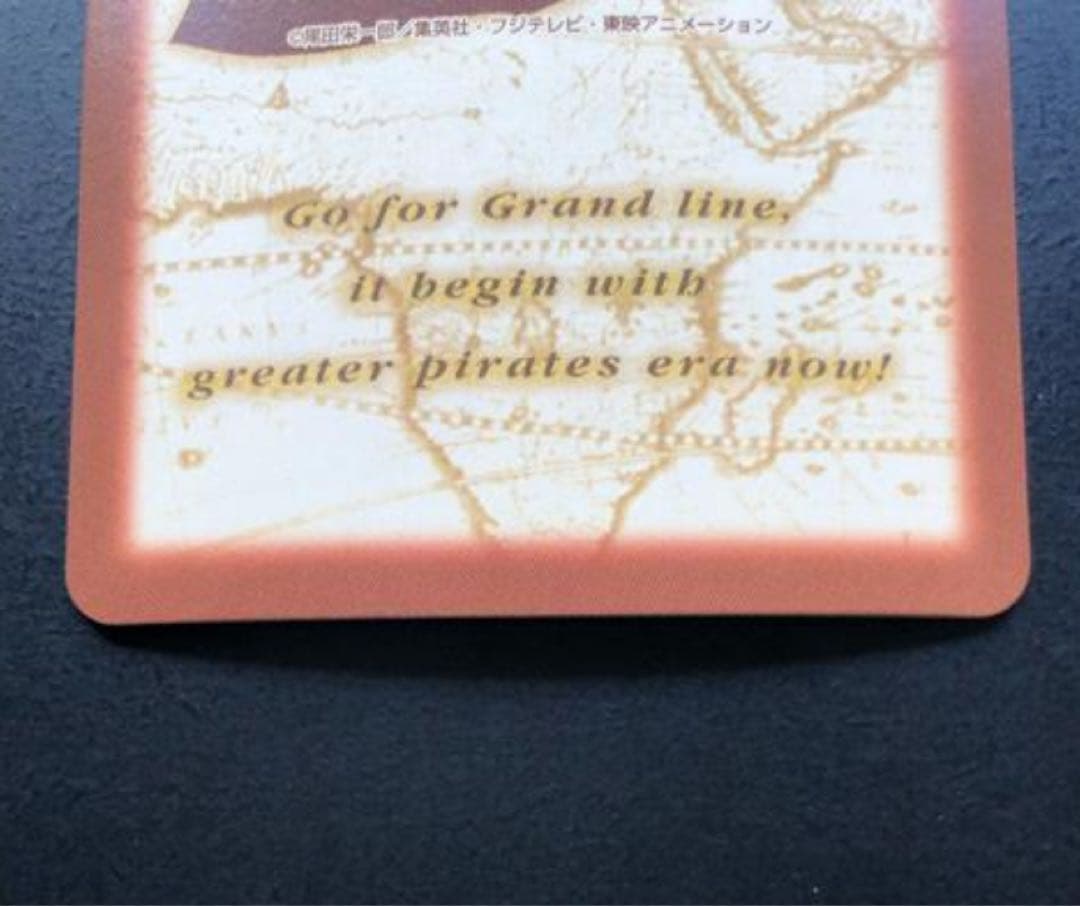 ©尾田栄一郎／集英社・フジテレビ・東映アニメーション
Go for Grand line,
it begin with
greater pirates era now!